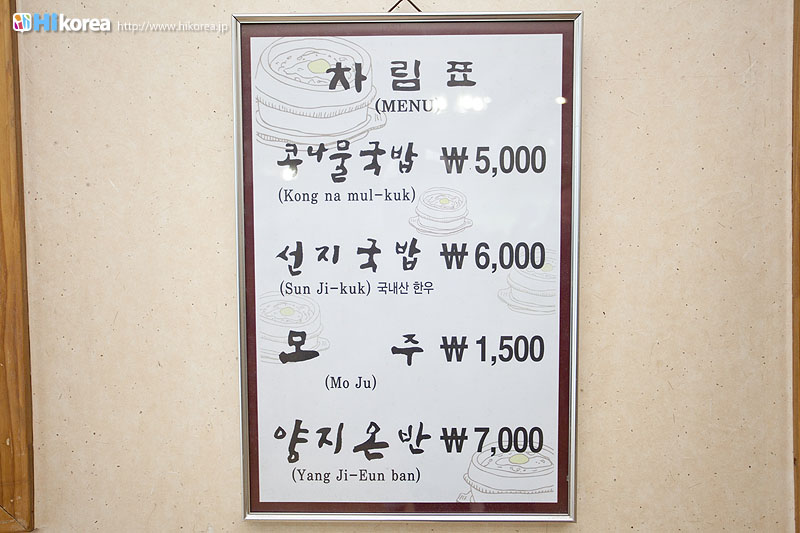 Hikorea http://www.hikorea.jp
차림표
(MENU)
콩나물국밥 ₩5,000
(Kong na mul-kuk)
선지국밥 ₩6,000
(Sun Ji-kuk) 국내산 한우
모주 ₩1,500
(Mo Ju)
양지온반 ₩7,000
(Yang Ji-Eun ban)